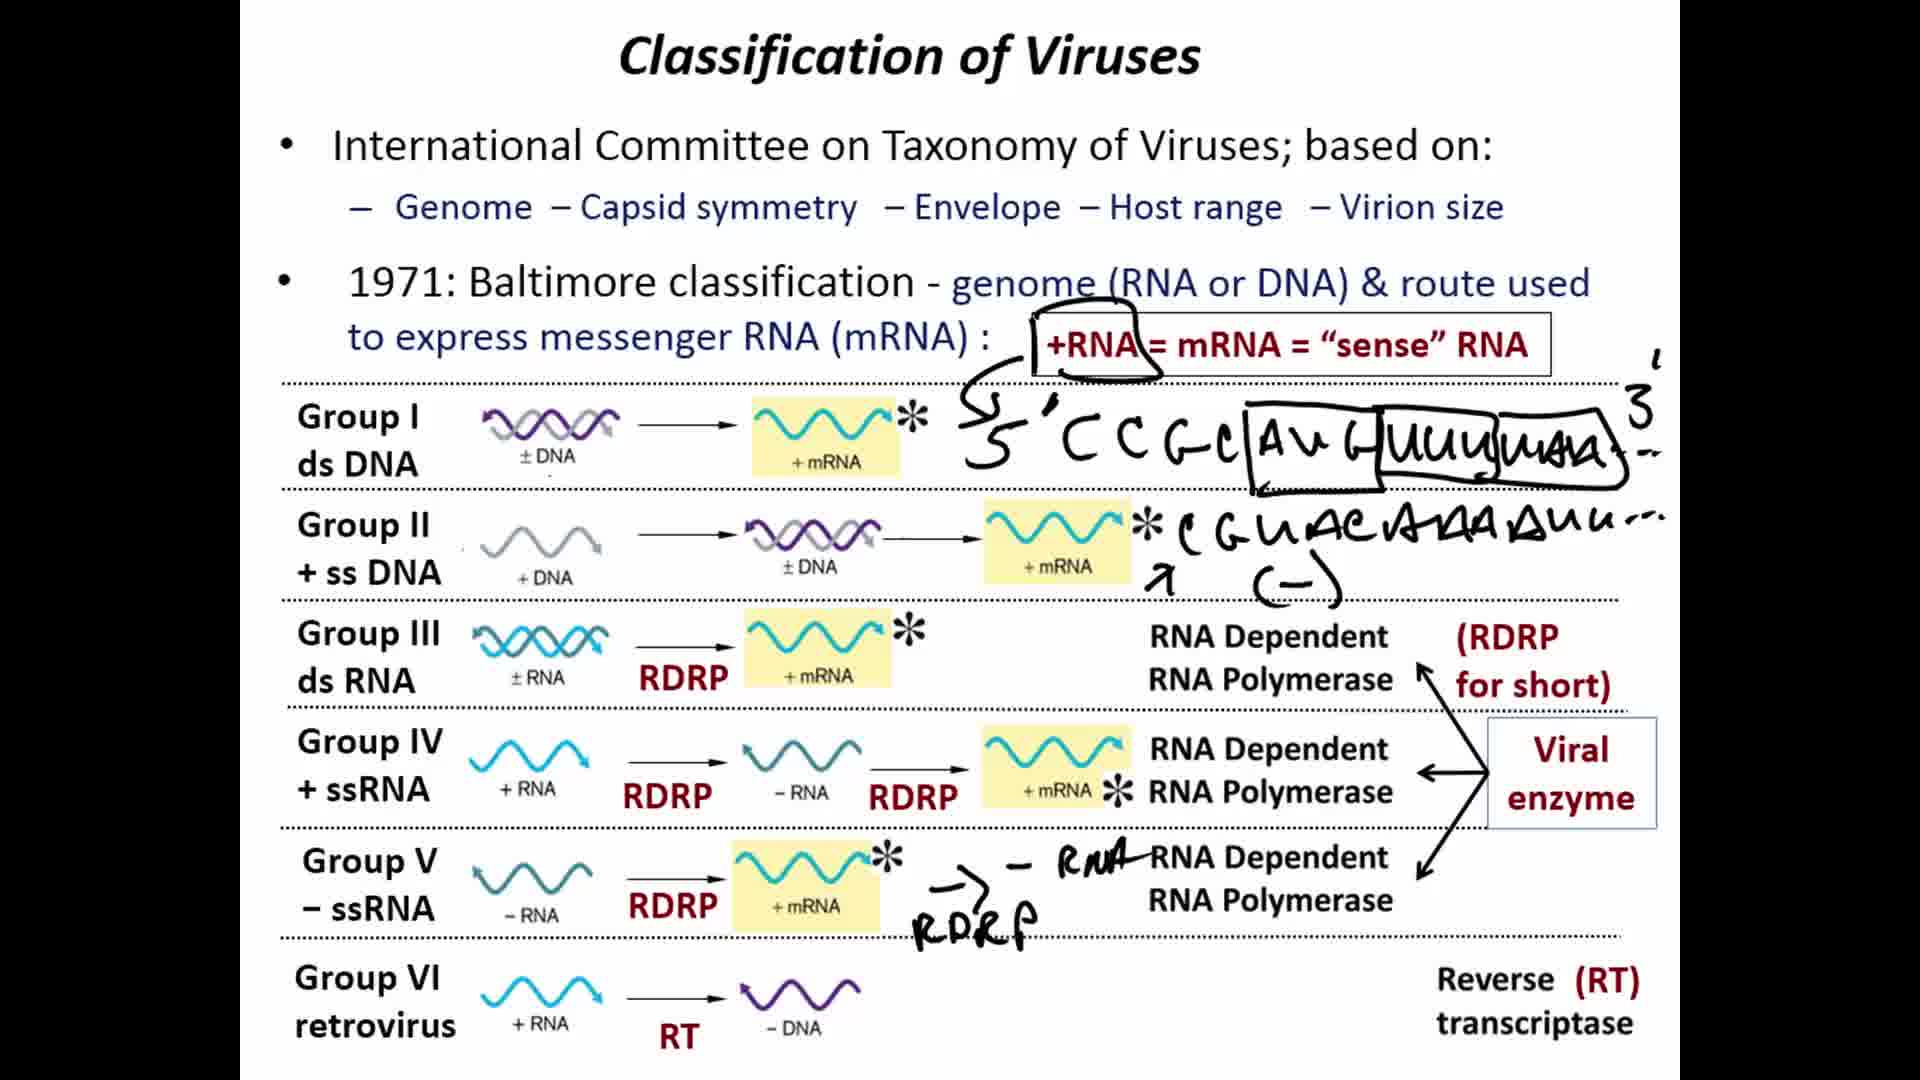 Classification of Viruses
• International Committee on Taxonomy of Viruses; based on:
– Genome – Capsid symmetry – Envelope – Host range – Virion size
• 1971: Baltimore classification - genome (RNA or DNA) & route used
to express messenger RNA (mRNA) :
+RNA = mRNA = “sense” RNA
Group I
ds DNA
± DNA
+ mRNA
*
5' CCGC AUG UUU UAA ... 3'
Group II
+ ss DNA
+ DNA
± DNA
+ mRNA
*
CGUACAAAAUU...
(–)
Group III
ds RNA
± RNA
RDRP
+ mRNA
*
RNA Dependent
RNA Polymerase
(RDRP
for short)
Group IV
+ ssRNA
+ RNA
RDRP
– RNA
RDRP
+ mRNA
*
RNA Dependent
RNA Polymerase
Viral
enzyme
Group V
– ssRNA
– RNA
RDRP
+ mRNA
*
– RNA
RDRP
RNA Dependent
RNA Polymerase
Group VI
retrovirus
+ RNA
RT
– DNA
Reverse (RT)
transcriptase